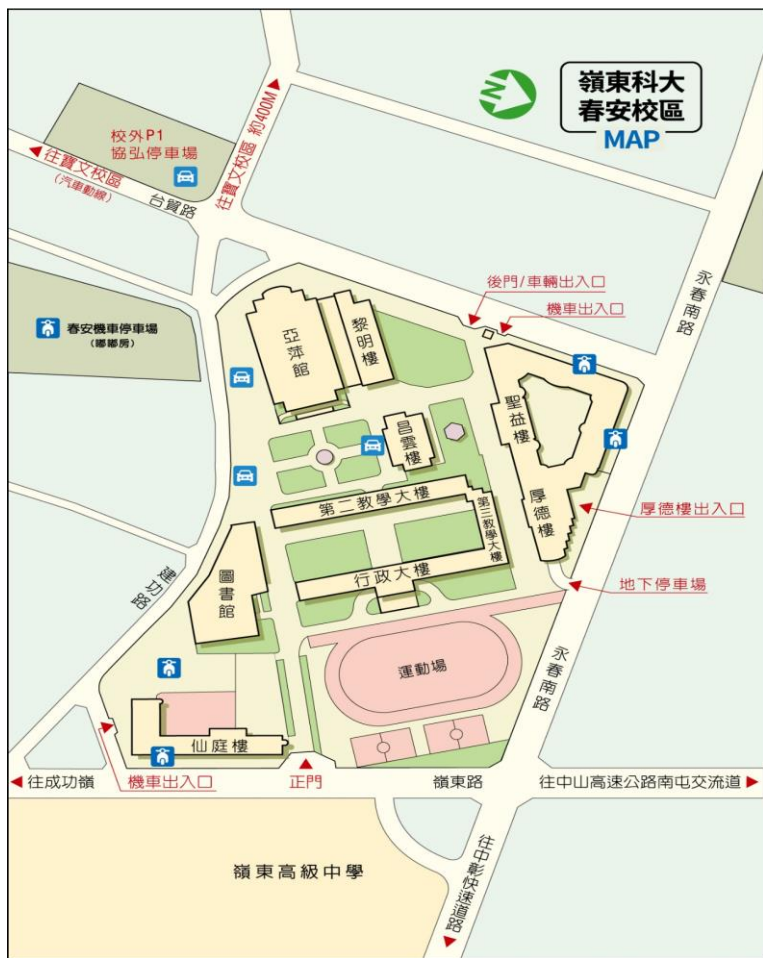 嶺東科大
春安校區
MAP
N
校外P1
協弘停車場
往寶文校區 約400M
往寶文校區
(汽車動線)
台貿路
永春南路
後門/車輛出入口
機車出入口
春安機車停車場
(嘟嘟房)
亞萍館
黎明樓
聖益樓
昌雲樓
第二教學大樓
第三教學大樓
厚德樓
厚德樓出入口
行政大樓
圖書館
建功路
地下停車場
運動場
永春南路
仙庭樓
往成功嶺
機車出入口
正門
嶺東路
往中山高速公路南屯交流道
嶺東高級中學
往中彰快速道路